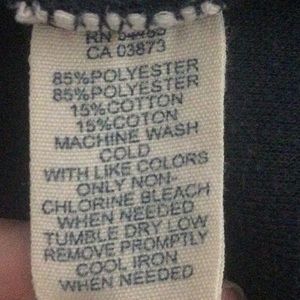 RN
CA 03873
85%POLYESTER
85%POLYESTER
15%COTTON
15%COTON
MACHINE WASH
COLD
WITH LIKE COLORS
ONLY NON-
CHLORINE BLEACH
WHEN NEEDED
TUMBLE DRY LOW
REMOVE PROMPTLY
COOL IRON
WHEN NEEDED